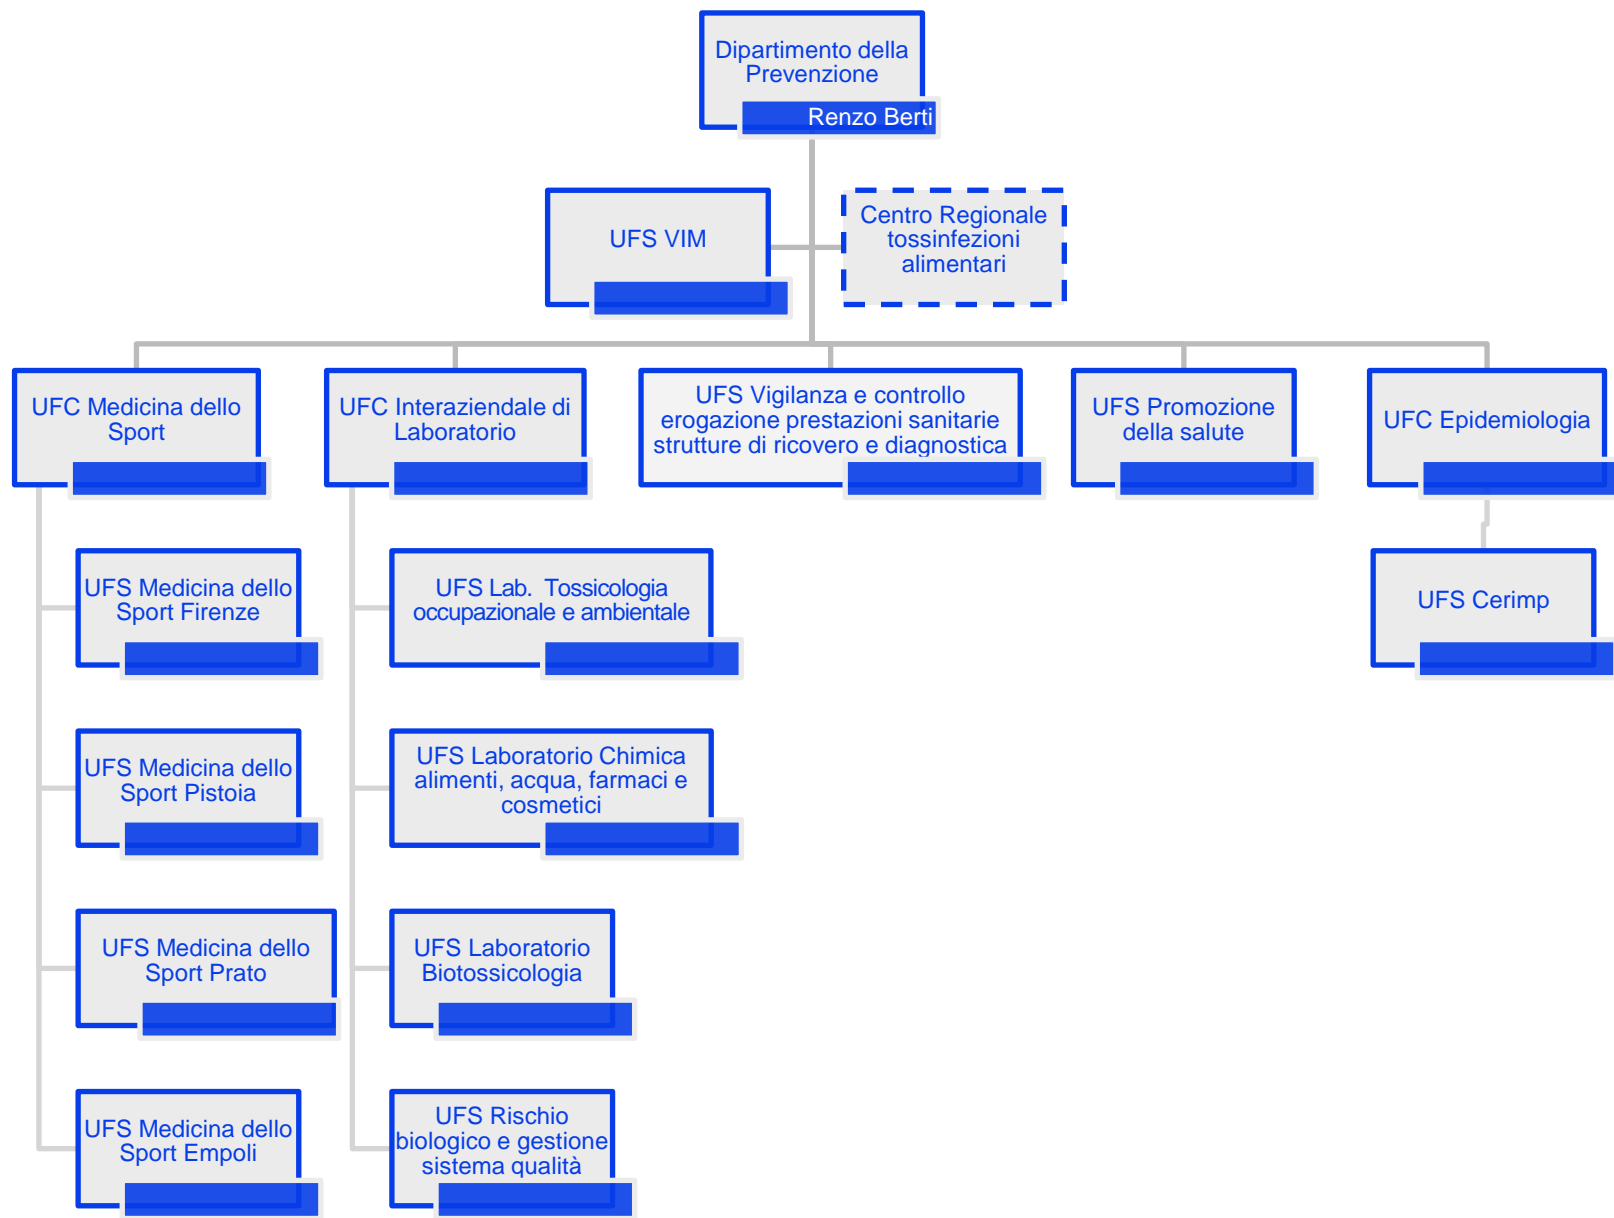 Dipartimento della
Prevenzione
Renzo Berti
UFS VIM
Centro Regionale
tossinfezioni
alimentari
UFC Medicina dello
Sport
UFC Interaziendale di
Laboratorio
UFS Vigilanza e controllo
erogazione prestazioni sanitarie
strutture di ricovero e diagnostica
UFS Promozione
della salute
UFC Epidemiologia
UFS Medicina dello
Sport Firenze
UFS Lab. Tossicologia
occupazionale e ambientale
UFS Cerimp
UFS Medicina dello
Sport Pistoia
UFS Laboratorio Chimica
alimenti, acqua, farmaci e
cosmetici
UFS Medicina dello
Sport Prato
UFS Laboratorio
Biotossicologia
UFS Medicina dello
Sport Empoli
UFS Rischio
biologico e gestione
sistema qualità